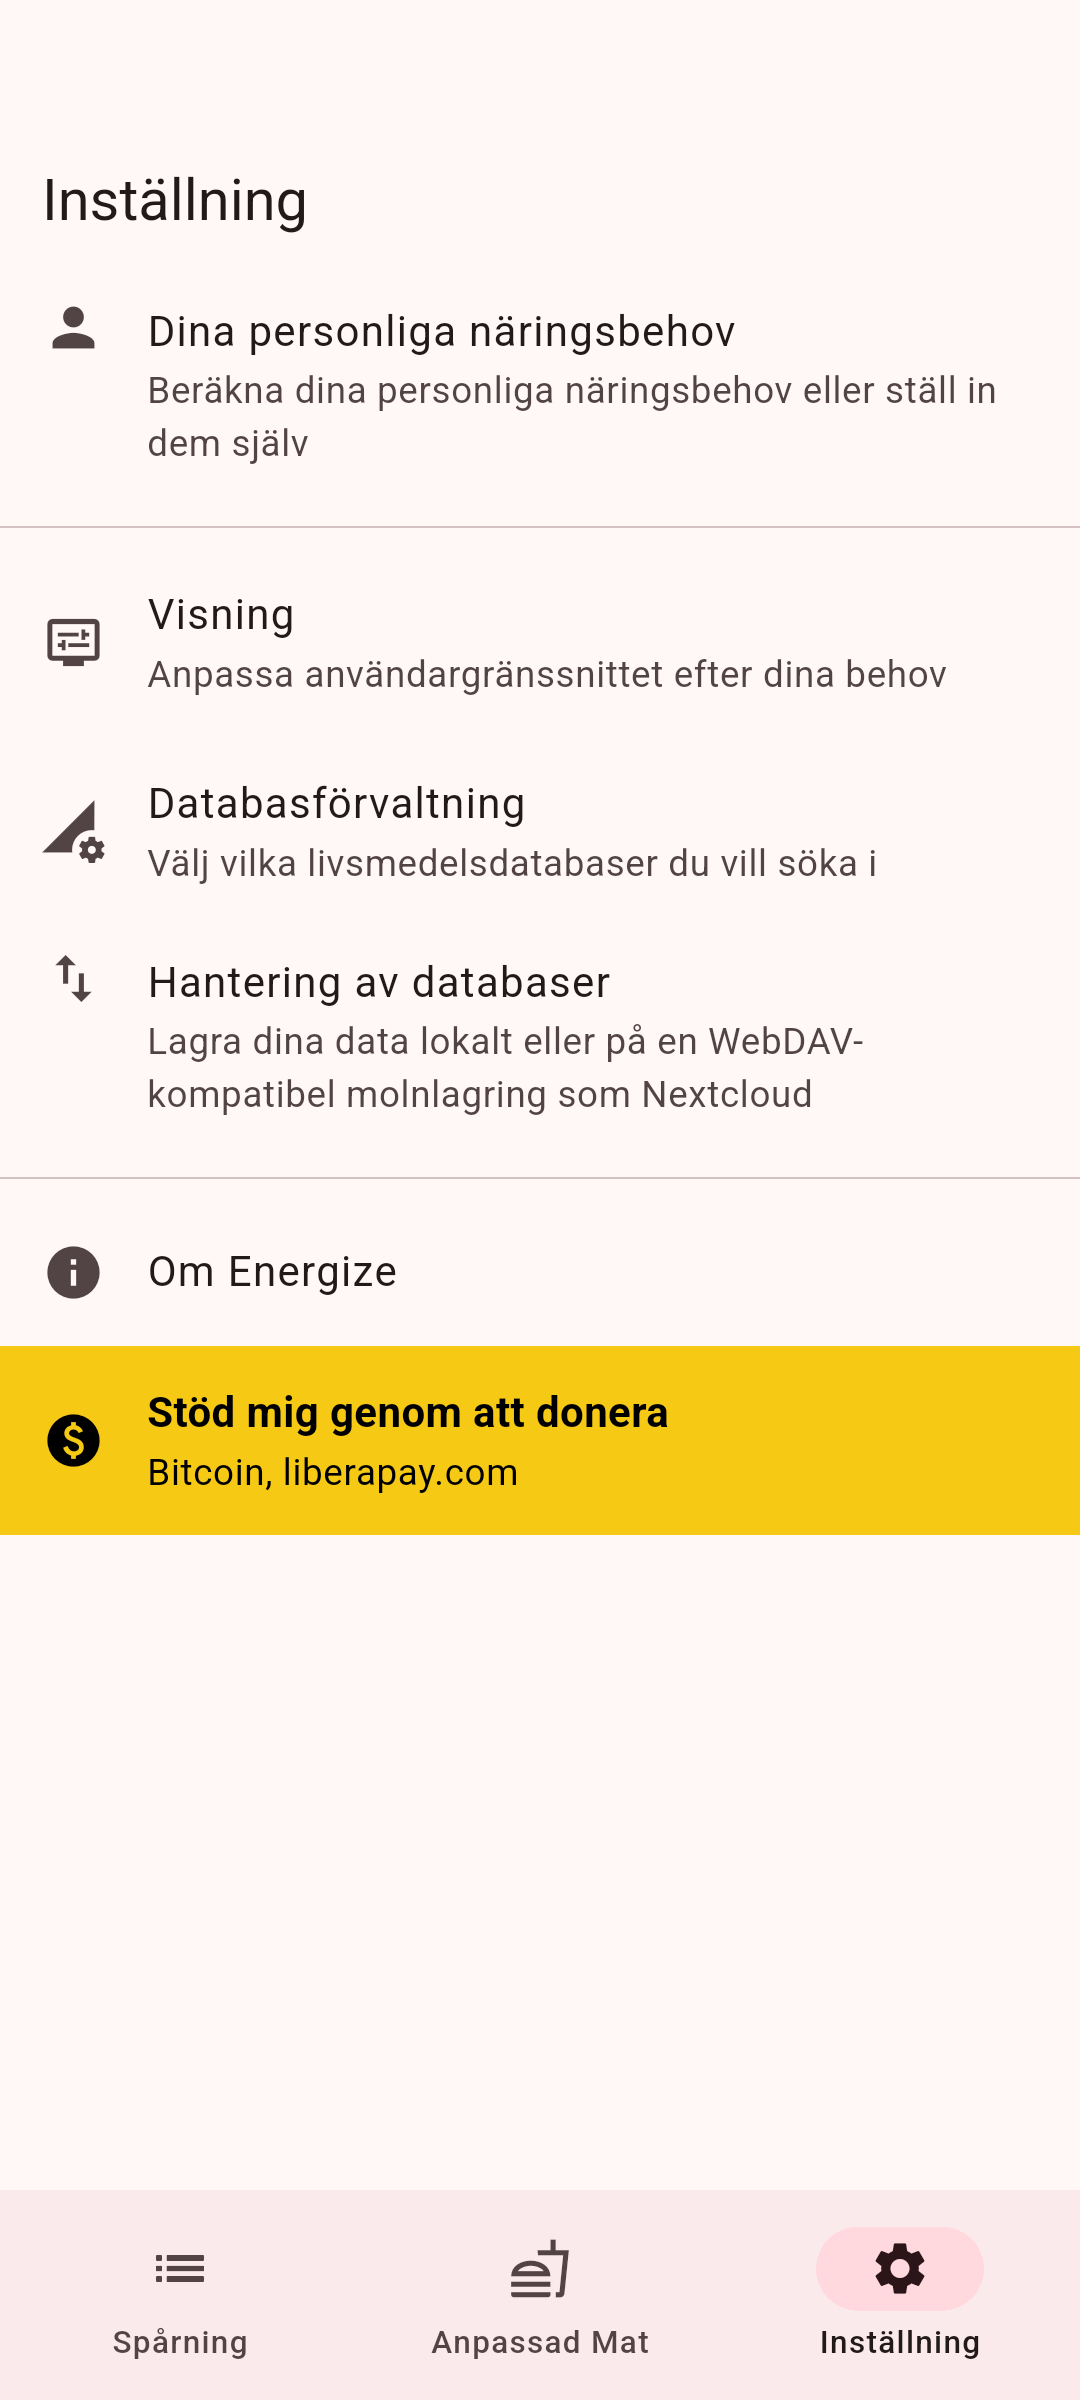 Inställning
Dina personliga näringsbehov
Beräkna dina personliga näringsbehov eller ställ in
dem själv
Visning
Anpassa användargränssnittet efter dina behov
Databasförvaltning
Välj vilka livsmedelsdatabaser du vill söka i
Hantering av databaser
Lagra dina data lokalt eller på en WebDAV-
kompatibel molnlagring som Nextcloud
Om Energize
Stöd mig genom att donera
Bitcoin, liberapay.com
Spårning
Anpassad Mat
Inställning